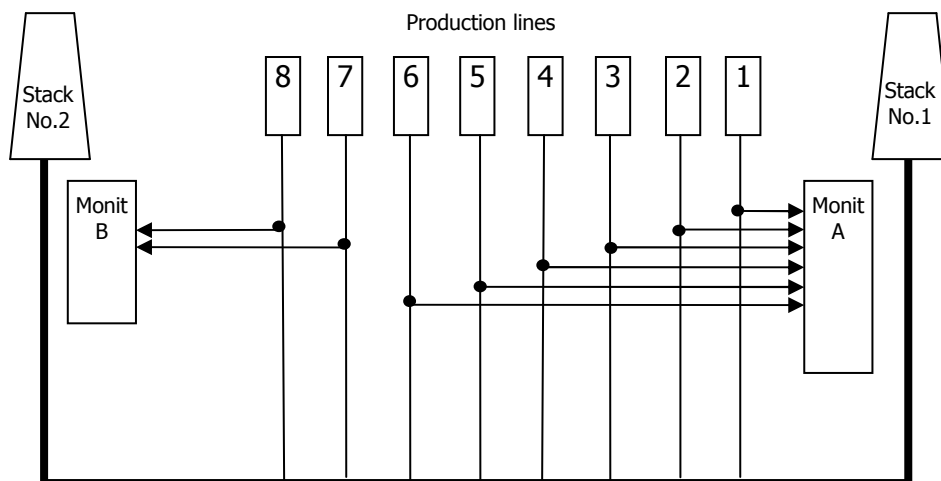 Production lines
Stack
No.2
8 7 6 5 4 3 2 1
Stack
No.1
Monit
B
Monit
A